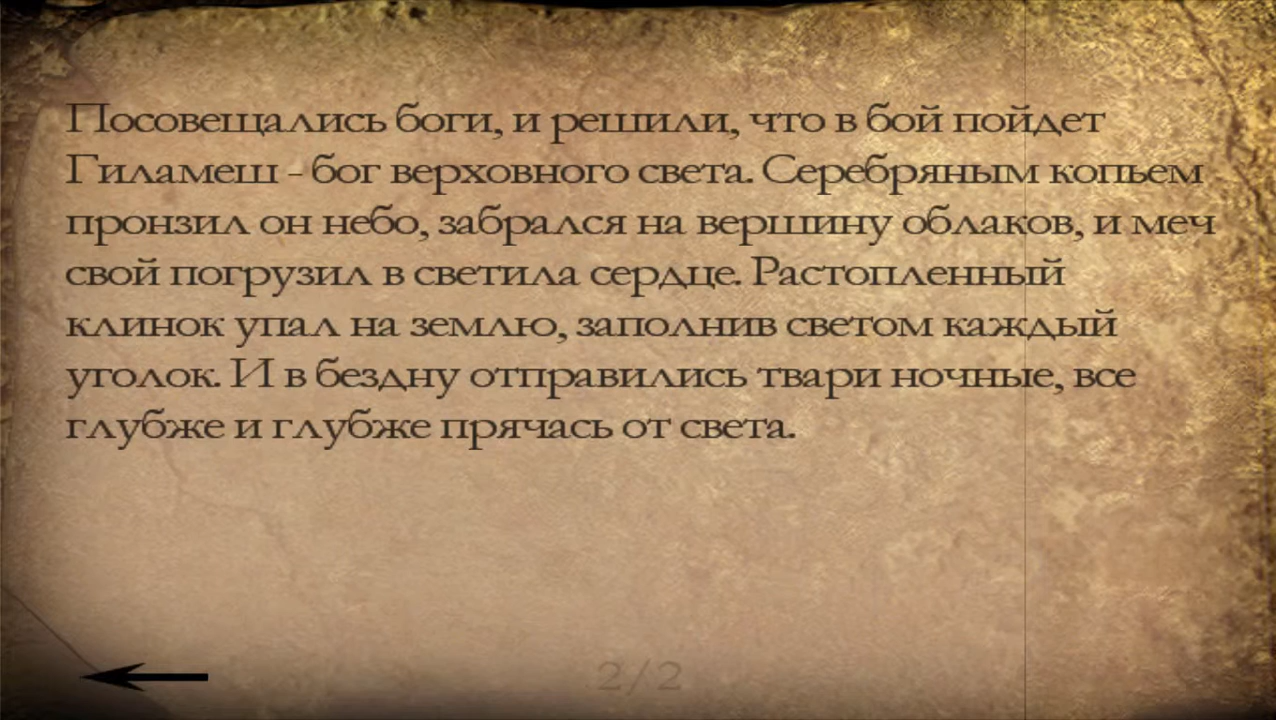 Посовещались боги, и решили, что в бой пойдет
Гиламеш - бог верховного света. Серебряным копьем
пронзил он небо, забрался на вершину облаков, и меч
свой погрузил в светила сердце. Растопленный
клинок упал на землю, заполнив светом каждый
уголок. И в бездну отправились твари ночные, все
глубже и глубже прячась от света.
2/2